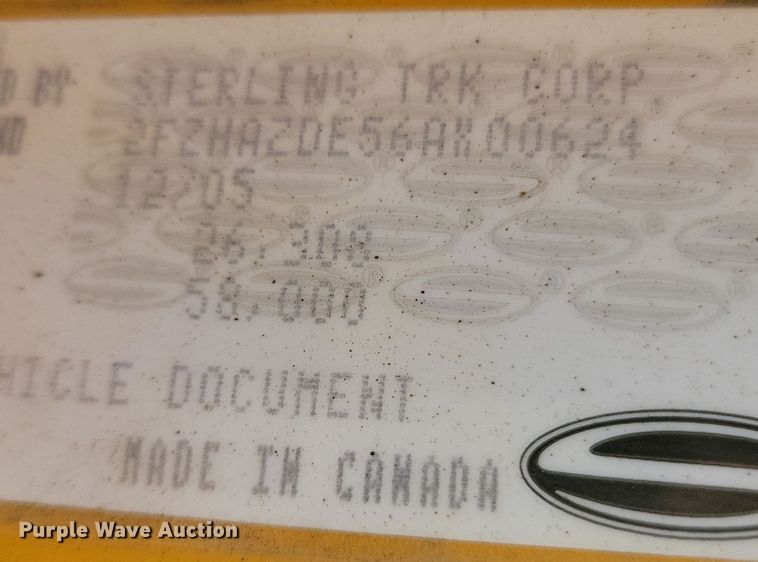 D BY STERLING TRK CORP
NO 2FZHAZDE56AX00624
12/05
26,308
58,000
HICLE DOCUMENT
MADE IN CANADA
Purple Wave Auction